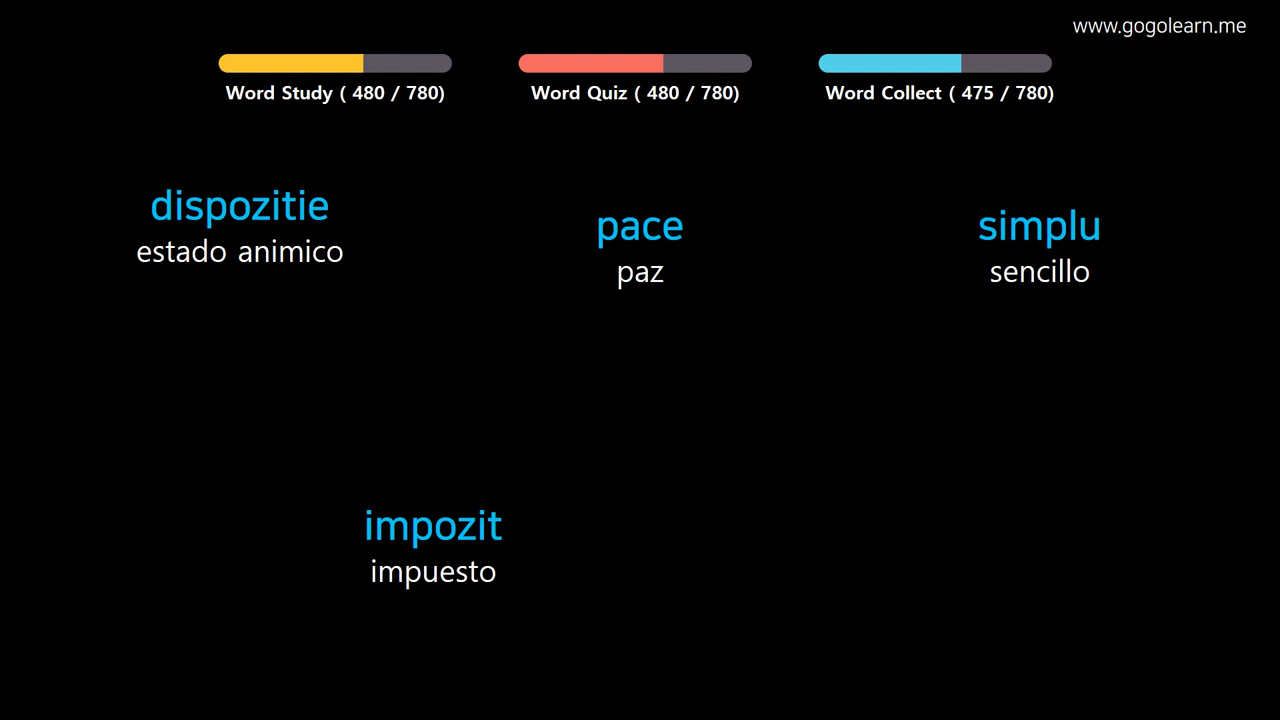 www.gogolearn.me
Word Study ( 480 / 780)
Word Quiz ( 480 / 780)
Word Collect ( 475 / 780)
dispozitie
estado animico
pace
paz
simplu
sencillo
impozit
impuesto